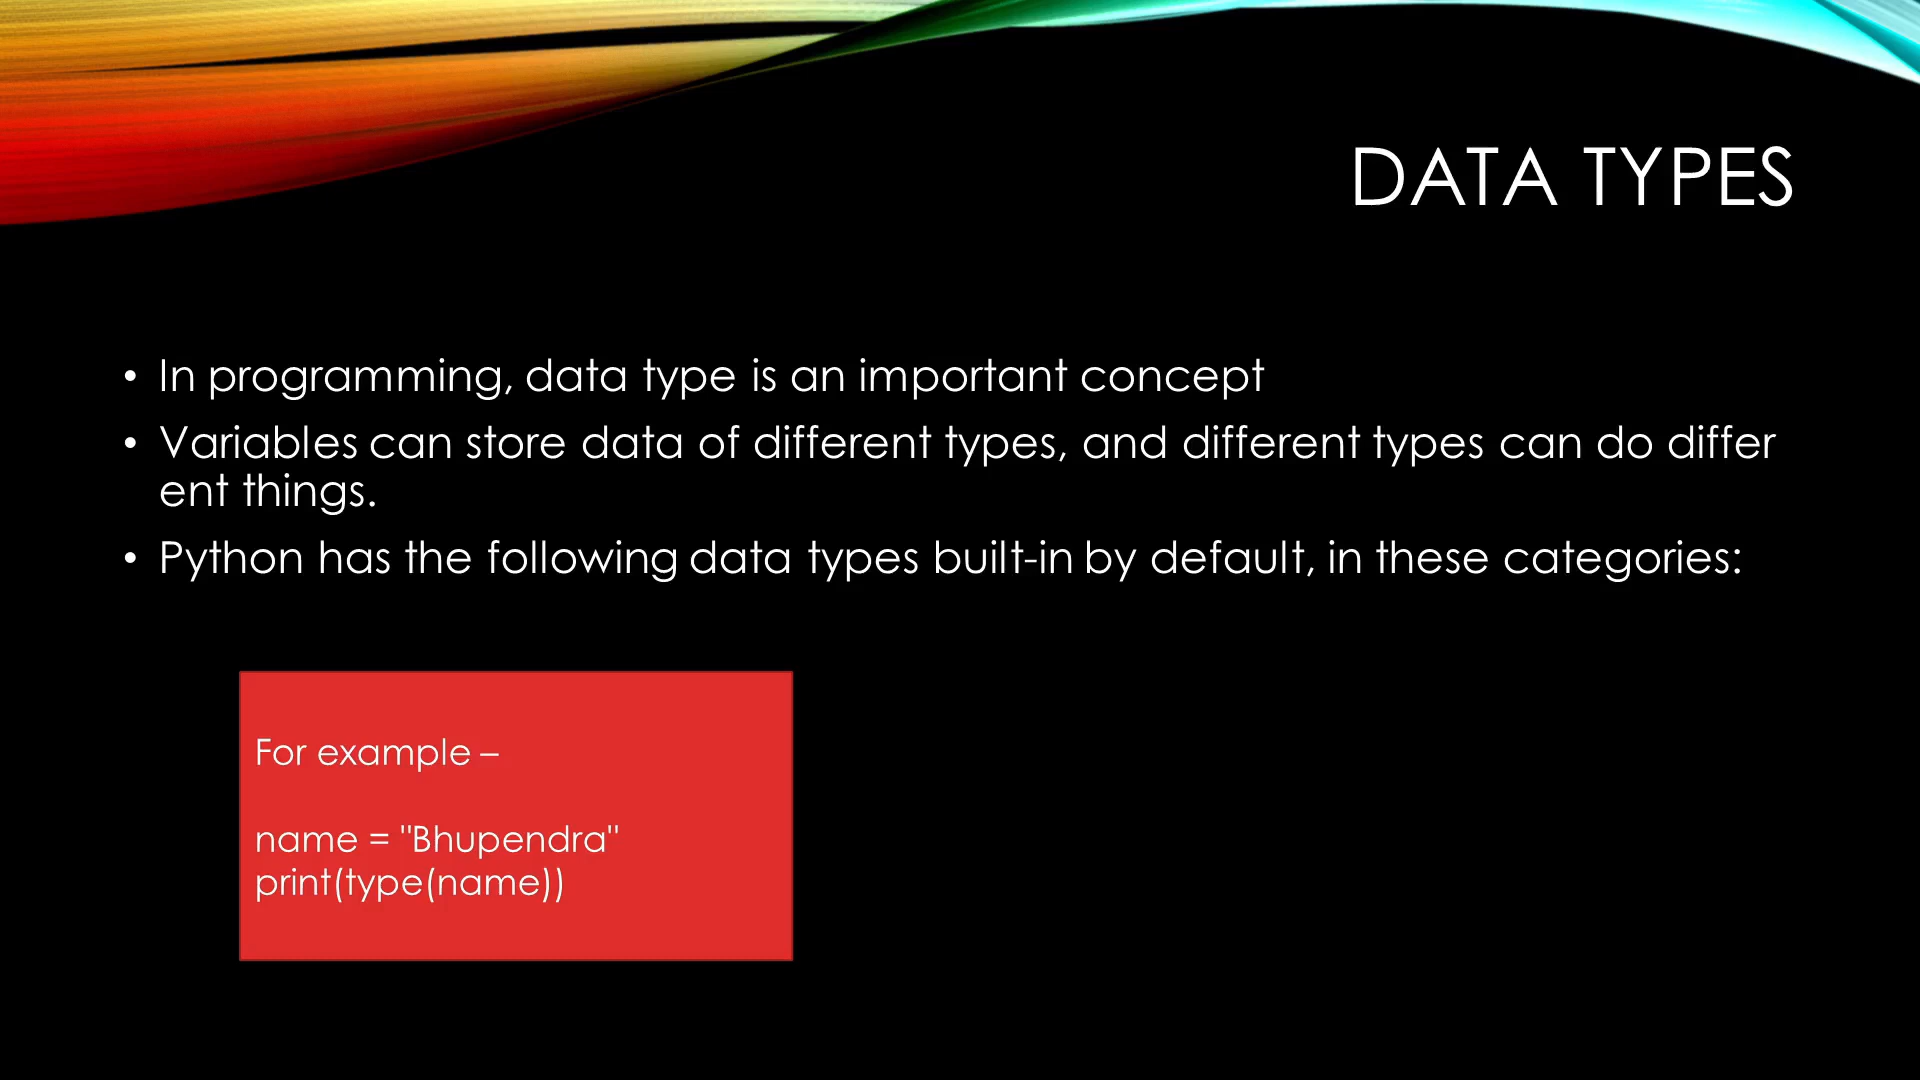 DATA TYPES
• In programming, data type is an important concept
• Variables can store data of different types, and different types can do differ
ent things.
• Python has the following data types built-in by default, in these categories:
For example –
name = "Bhupendra"
print(type(name))